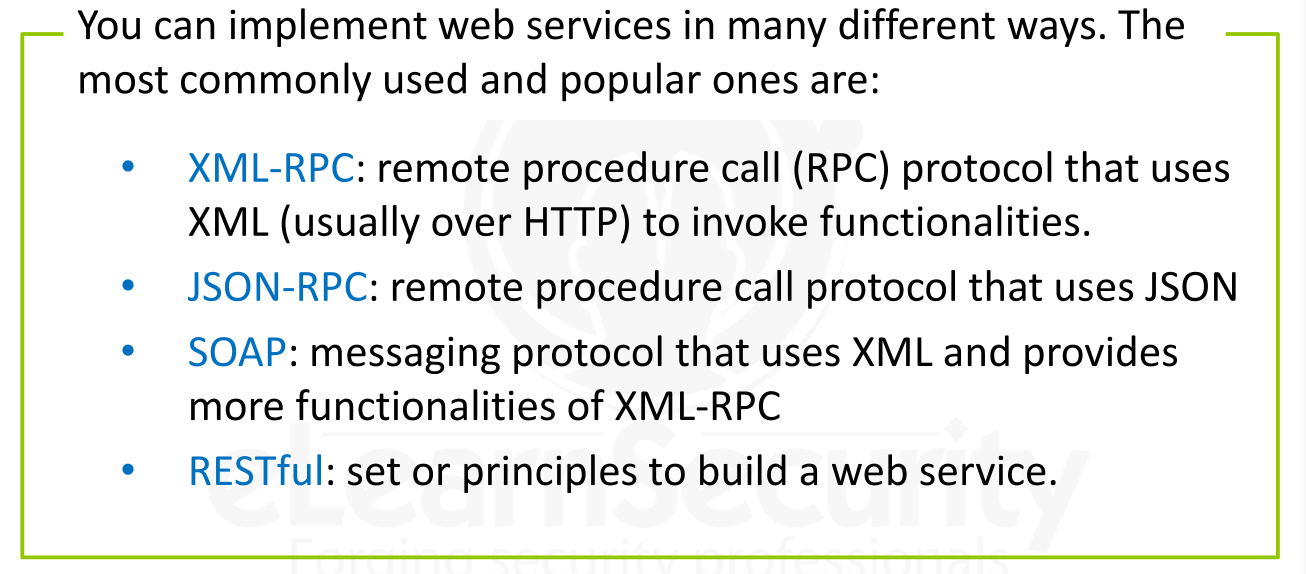 You can implement web services in many different ways. The
most commonly used and popular ones are:
• XML-RPC: remote procedure call (RPC) protocol that uses
XML (usually over HTTP) to invoke functionalities.
• JSON-RPC: remote procedure call protocol that uses JSON
• SOAP: messaging protocol that uses XML and provides
more functionalities of XML-RPC
• RESTful: set or principles to build a web service.
eLearnSecurity
Forging security professionals